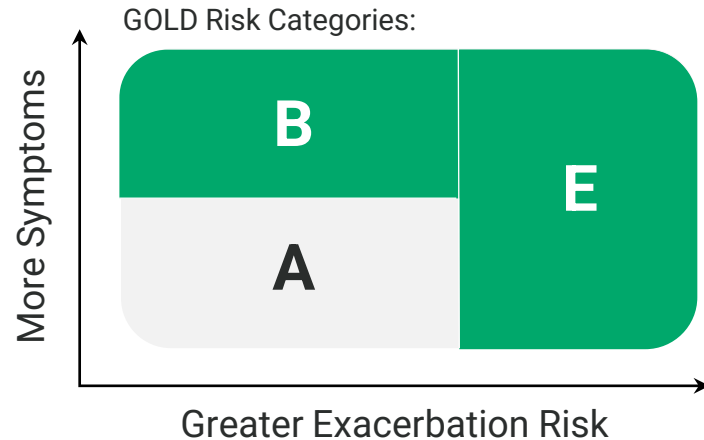 GOLD Risk Categories:
More Symptoms
B
E
A
Greater Exacerbation Risk